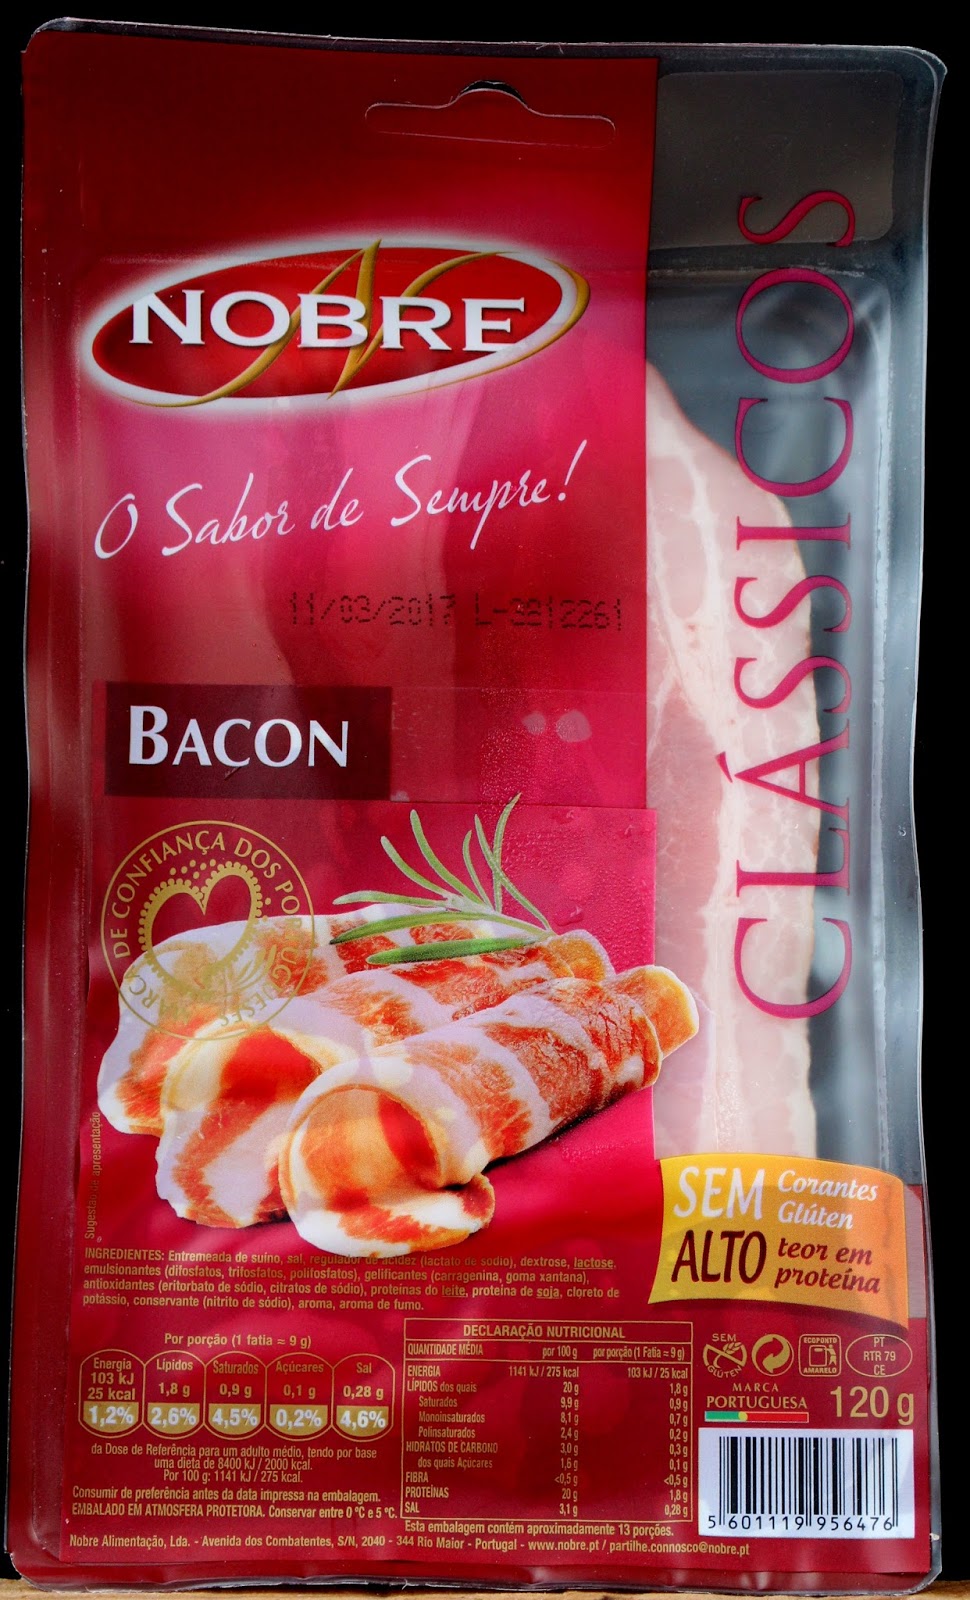 NOBRE
O Sabor de Sempre!
11/03/2017 L-3812261
BACON
CLÁSSICOS
MARCA DE CONFIANÇA DOS PORTUGUESES
Sugestão de apresentação
SEM Corantes
Glúten
ALTO teor em
proteína
INGREDIENTES: Entremeada de suíno, sal, regulador de acidez (lactato de sódio), dextrose, lactose,
emulsionantes (difosfatos, trifosfatos, polifosfatos), gelificantes (carragenina, goma xantana),
antioxidantes (eritorbato de sódio, citratos de sódio), proteínas do leite, proteína de soja, cloreto de
potássio, conservante (nitrito de sódio), aroma, aroma de fumo.
Por porção (1 fatia = 9 g)
Energia Lípidos Saturados Açúcares Sal
103 kJ
25 kcal 1,8 g 0,9 g 0,1 g 0,28 g
1,2% 2,6% 4,5% 0,2% 4,6%
da Dose de Referência para um adulto médio, tendo por base
uma dieta de 8400 kJ / 2000 kcal.
Por 100 g: 1141 kJ / 275 kcal.
Consumir de preferência antes da data impressa na embalagem.
EMBALADO EM ATMOSFERA PROTETORA. Conservar entre 0 °C e 5 °C.
DECLARAÇÃO NUTRICIONAL
QUANTIDADE MÉDIA por 100 g por porção (1 Fatia = 9 g)
ENERGIA 1141 kJ / 275 kcal 103 kJ / 25 kcal
LÍPIDOS dos quais 20 g 1,8 g
Saturados 9,9 g 0,9 g
Monoinsaturados 8,1 g 0,7 g
Polinsaturados 2,4 g 0,2 g
HIDRATOS DE CARBONO 3,0 g 0,3 g
dos quais Açúcares 1,6 g 0,1 g
FIBRA <0,5 g <0,5 g
PROTEÍNAS 20 g 1,8 g
SAL 3,1 g 0,28 g
Esta embalagem contém aproximadamente 13 porções.
SEM
GLÚTEN
ECOPONTO
AMARELO
PT
RTR 79
CE
MARCA
PORTUGUESA
120 g
5 601119 956476
Nobre Alimentação, Lda. - Avenida dos Combatentes, S/N, 2040 - 344 Rio Maior - Portugal - www.nobre.pt / partilhe.connosco@nobre.pt